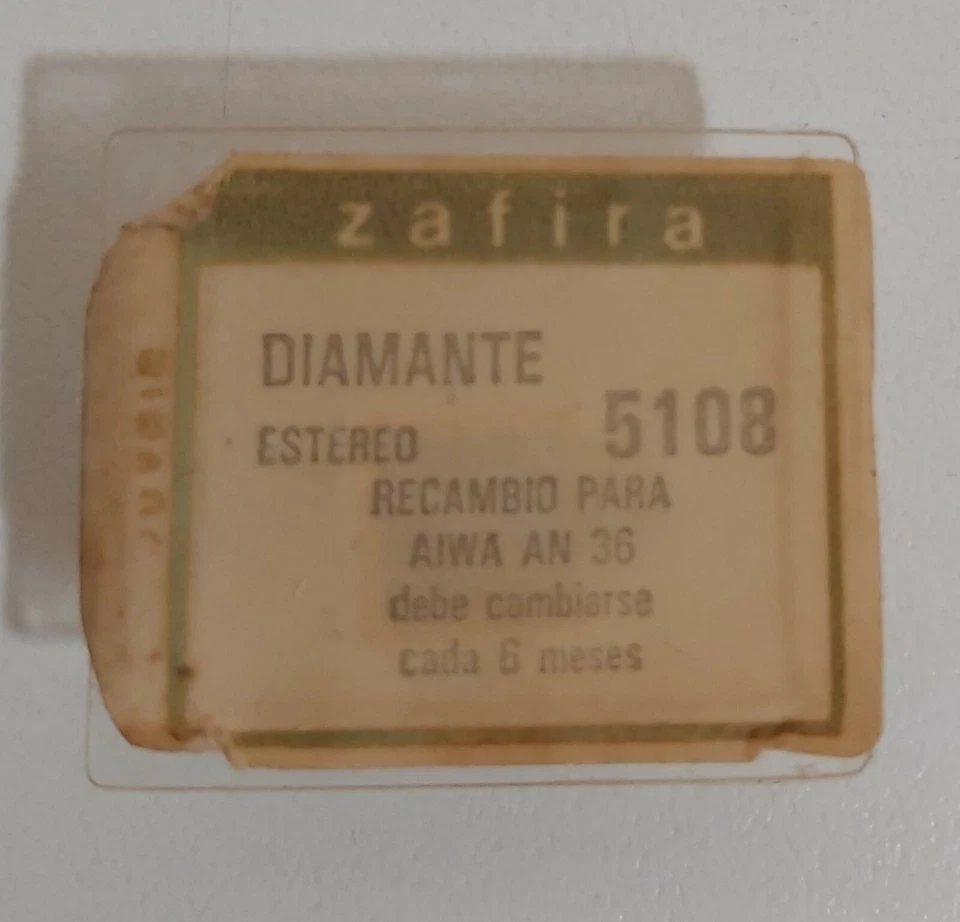 zafira
DIAMANTE
5108
ESTEREO
RECAMBIO PARA
AIWA AN 36
debe cambiarse
cada 6 meses